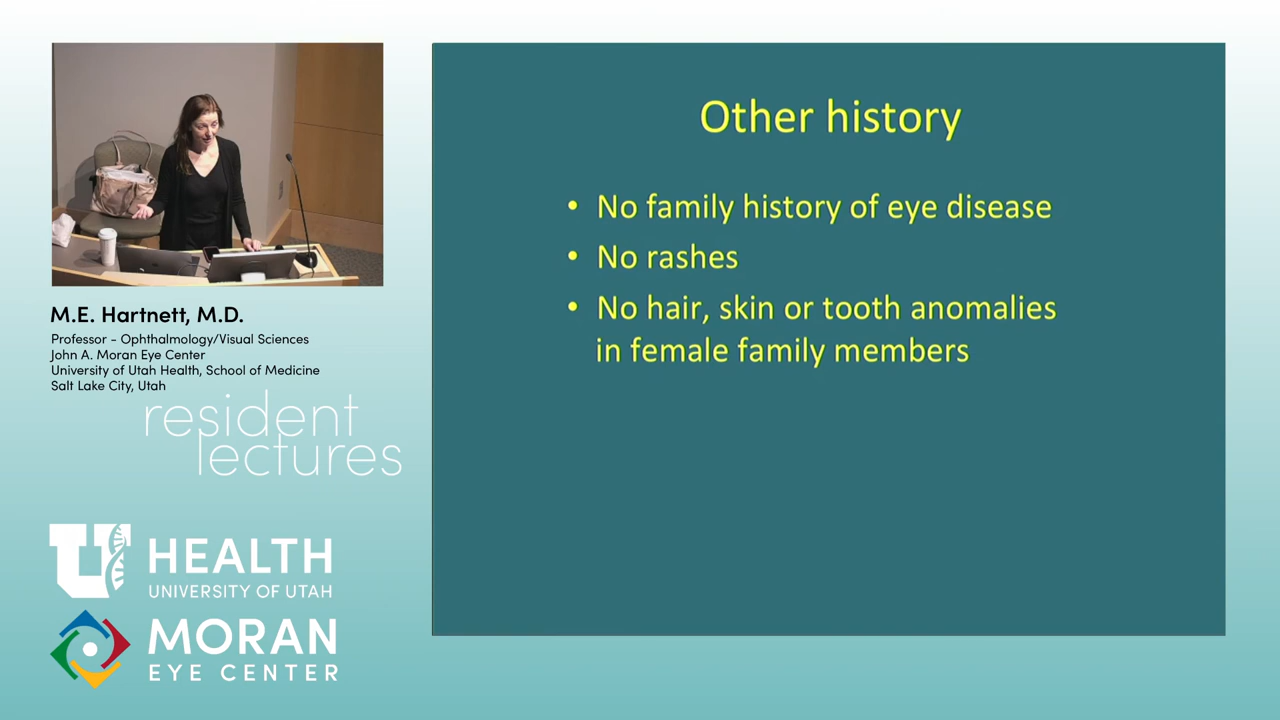 M.E. Hartnett, M.D.
Professor - Ophthalmology/Visual Sciences
John A. Moran Eye Center
University of Utah Health, School of Medicine
Salt Lake City, Utah
resident
lectures
U HEALTH
UNIVERSITY OF UTAH
MORAN
EYE CENTER
Other history
• No family history of eye disease
• No rashes
• No hair, skin or tooth anomalies
in female family members